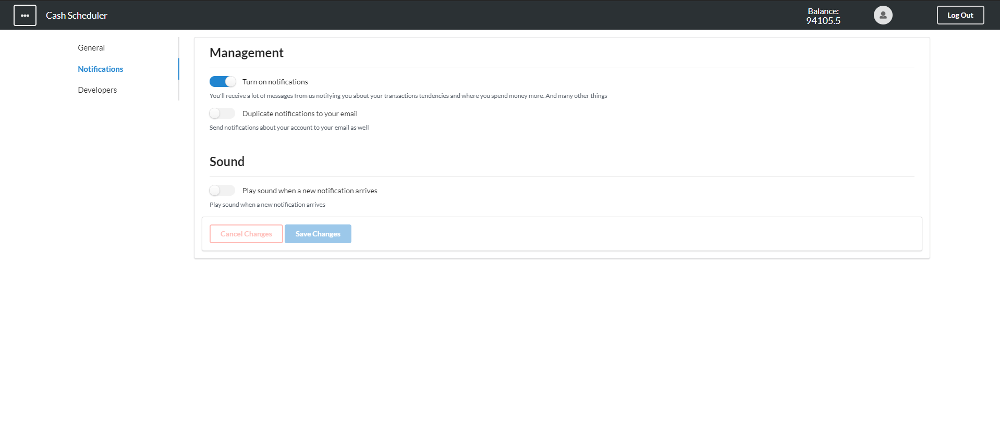 Cash Scheduler
Balance:
94105.5
Log Out
General
Notifications
Developers
Management
Turn on notifications
You'll receive a lot of messages from us notifying you about your transactions tendencies and where you spend money more. And many other things
Duplicate notifications to your email
Send notifications about your account to your email as well
Sound
Play sound when a new notification arrives
Play sound when a new notification arrives
Cancel Changes
Save Changes